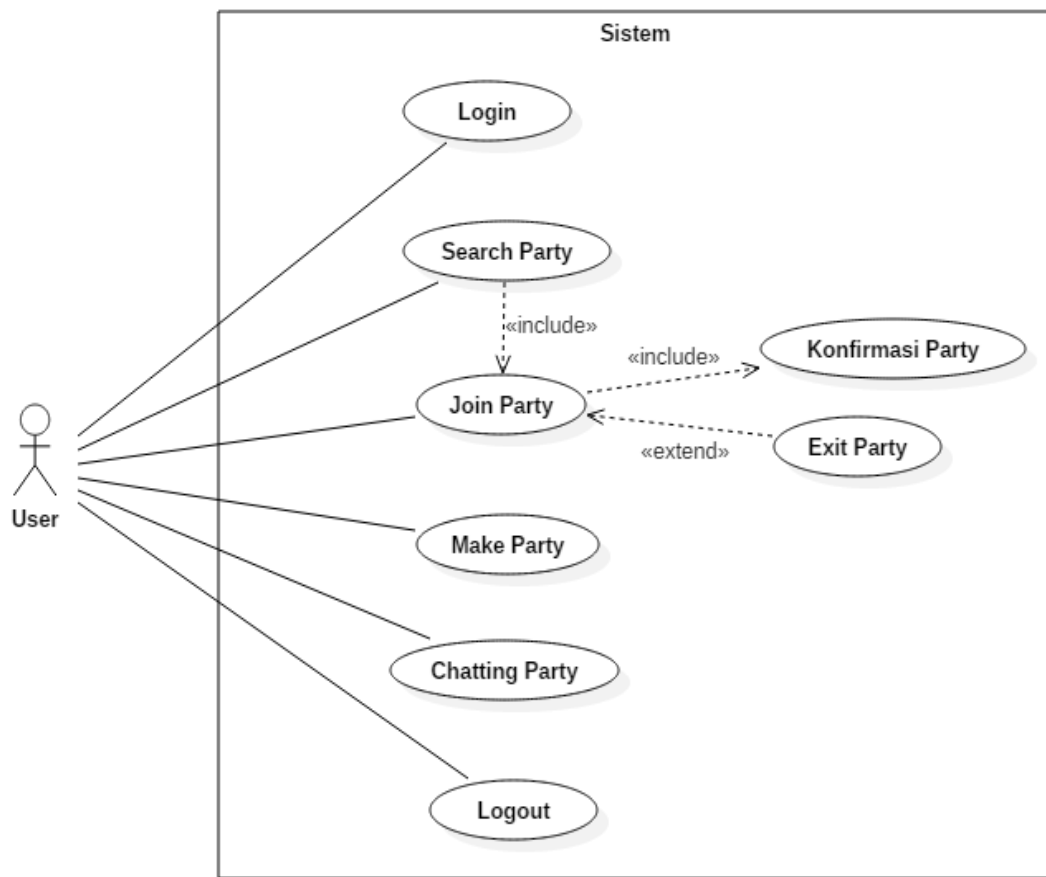 Sistem
Login
Search Party
«include»
«include»
Konfirmasi Party
Join Party
«extend»
Exit Party
User
Make Party
Chatting Party
Logout